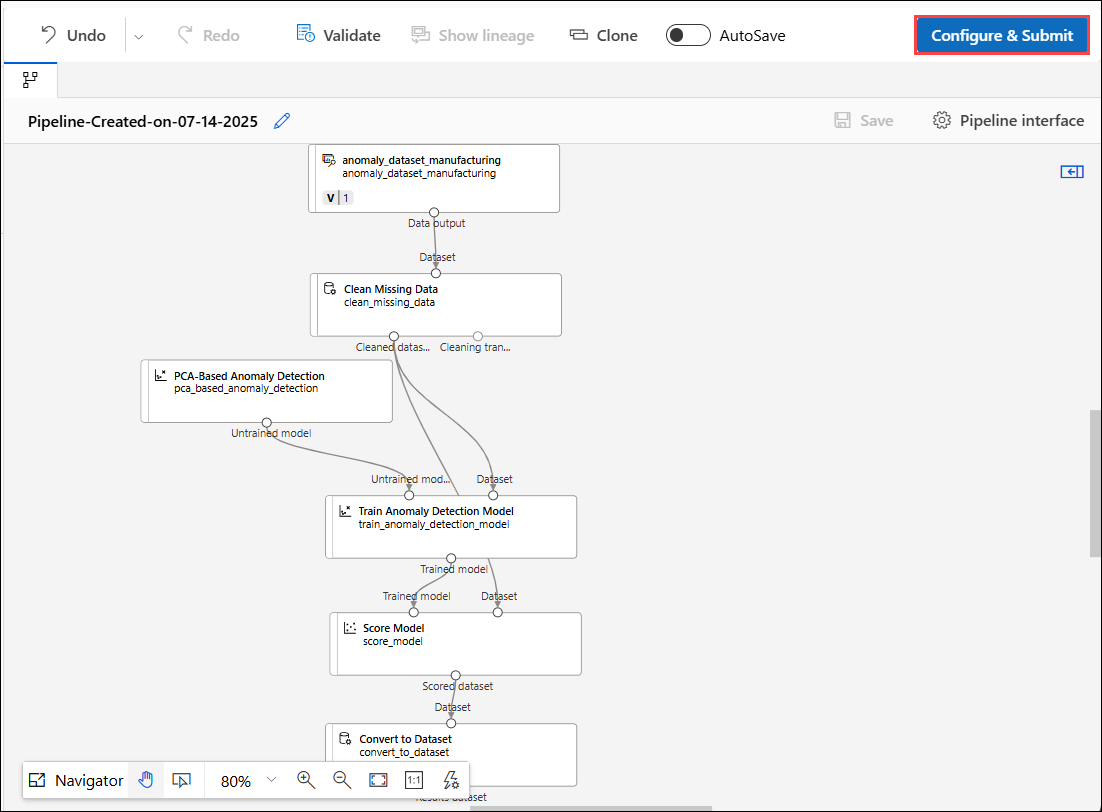 Undo
Redo
Validate
Show lineage
Clone
AutoSave
Configure & Submit
Pipeline-Created-on-07-14-2025
Save
Pipeline interface
anomaly_dataset_manufacturing
anomaly_dataset_manufacturing
V 1
Data output
Dataset
Clean Missing Data
clean_missing_data
Cleaned datas...
Cleaning tran...
PCA-Based Anomaly Detection
pca_based_anomaly_detection
Untrained model
Untrained mod...
Dataset
Train Anomaly Detection Model
train_anomaly_detection_model
Trained model
Trained model
Dataset
Score Model
score_model
Scored dataset
Dataset
Convert to Dataset
convert_to_dataset
Navigator
80%
1:1
Results dataset